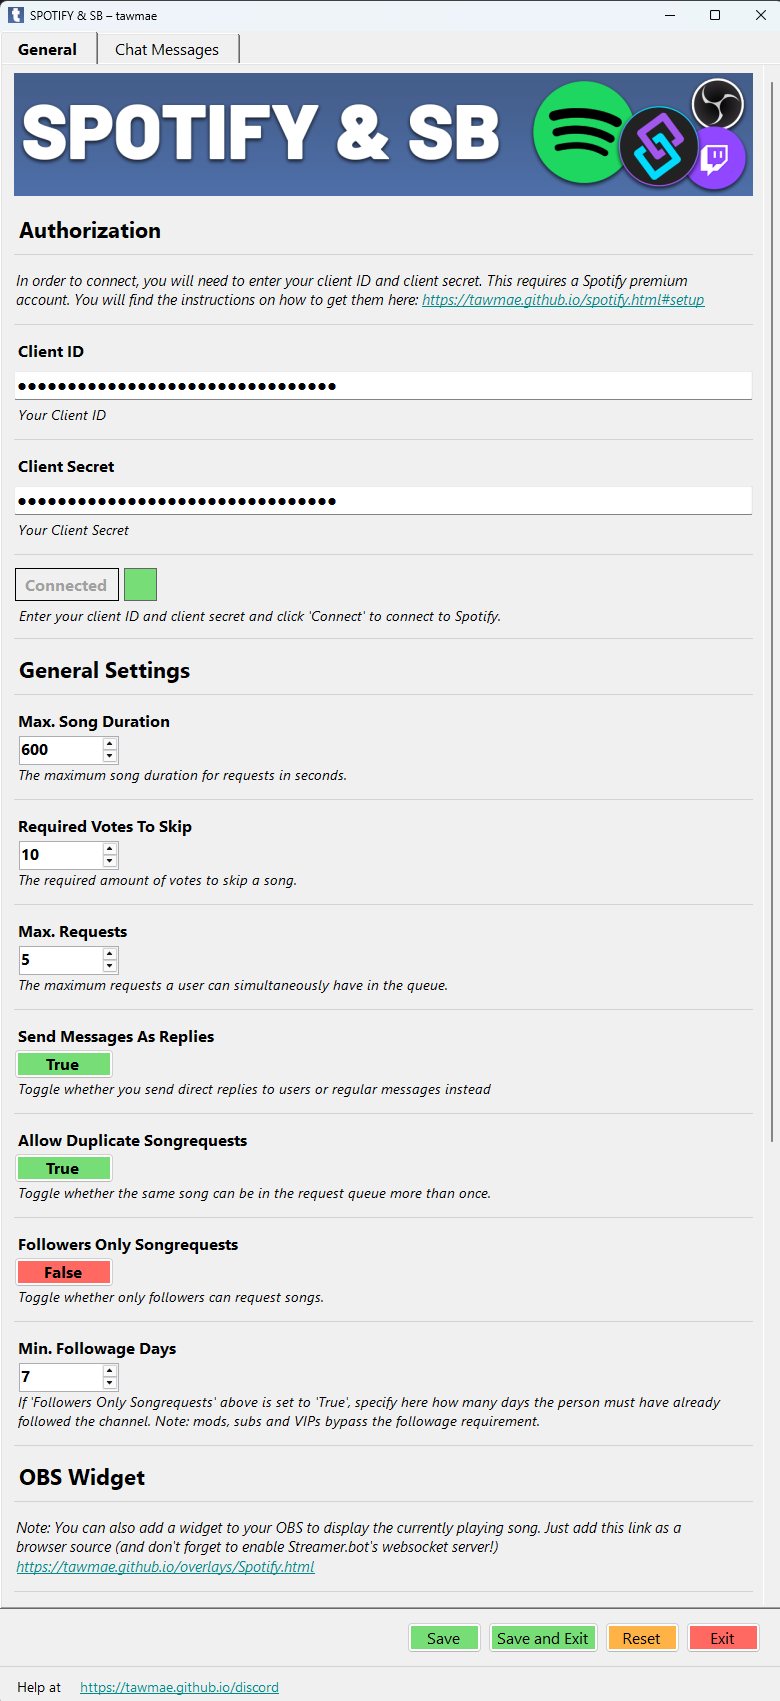 SPOTIFY & SB – tawmae
General
Chat Messages
SPOTIFY & SB
Authorization
In order to connect, you will need to enter your client ID and client secret. This requires a Spotify premium
account. You will find the instructions on how to get them here: https://tawmae.github.io/spotify.html#setup
Client ID
●●●●●●●●●●●●●●●●●●●●●●●●●●●●●●●●
Your Client ID
Client Secret
●●●●●●●●●●●●●●●●●●●●●●●●●●●●●●●●
Your Client Secret
Connected
Enter your client ID and client secret and click 'Connect' to connect to Spotify.
General Settings
Max. Song Duration
600
The maximum song duration for requests in seconds.
Required Votes To Skip
10
The required amount of votes to skip a song.
Max. Requests
5
The maximum requests a user can simultaneously have in the queue.
Send Messages As Replies
True
Toggle whether you send direct replies to users or regular messages instead
Allow Duplicate Songrequests
True
Toggle whether the same song can be in the request queue more than once.
Followers Only Songrequests
False
Toggle whether only followers can request songs.
Min. Followage Days
7
If 'Followers Only Songrequests' above is set to 'True', specify here how many days the person must have already
followed the channel. Note: mods, subs and VIPs bypass the followage requirement.
OBS Widget
Note: You can also add a widget to your OBS to display the currently playing song. Just add this link as a
browser source (and don't forget to enable Streamer.bot's websocket server!)
https://tawmae.github.io/overlays/Spotify.html
Save
Save and Exit
Reset
Exit
Help at https://tawmae.github.io/discord